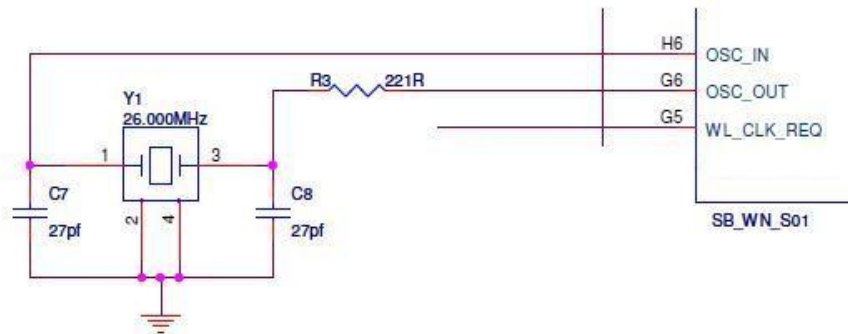 H6 OSC_IN
R3 221R G6 OSC_OUT
Y1
26.000MHz
G5 WL_CLK_REQ
1 3
C7 C8
2 4
SB_WN_S01
27pf 27pf